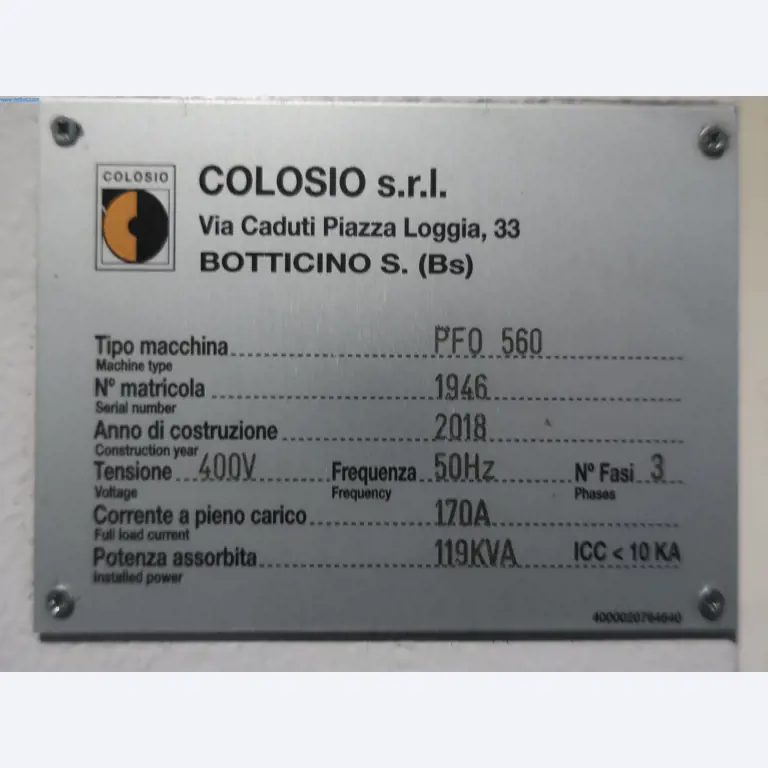 COLOSIO
COLOSIO s.r.l.
Via Caduti Piazza Loggia, 33
BOTTICINO S. (Bs)
Tipo macchina PFO 560
Machine type
N° matricola 1946
Serial number
Anno di costruzione 2018
Construction year
Tensione 400V Frequenza 50Hz N° Fasi 3
Voltage Frequency Phases
Corrente a pieno carico 170A
Full load current
Potenza assorbita 119KVA ICC < 10 KA
Installed power